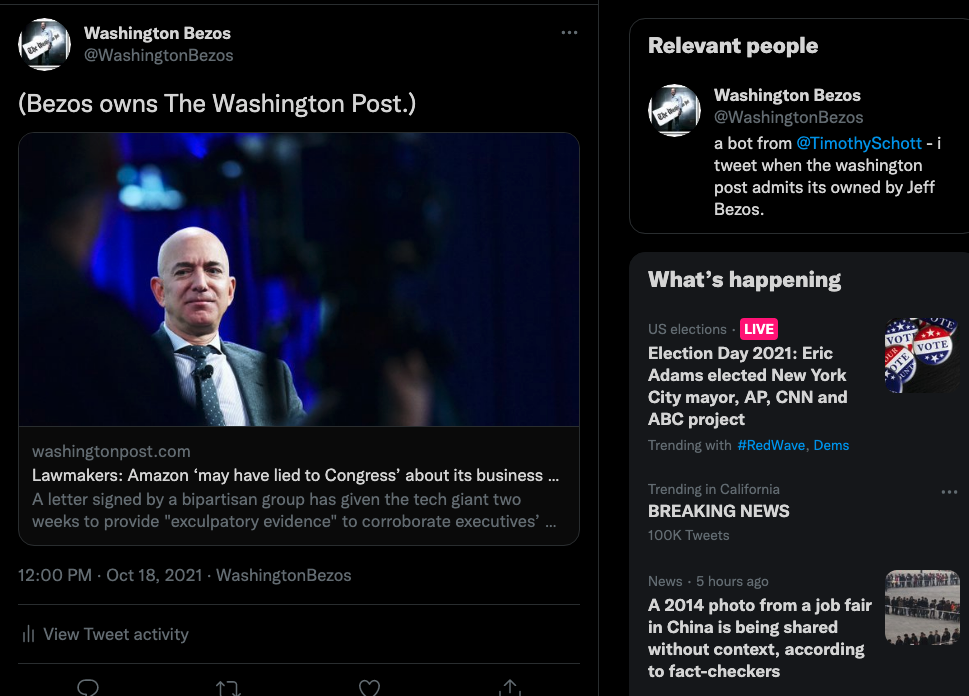 Washington Bezos
@WashingtonBezos
(Bezos owns The Washington Post.)
washingtonpost.com
Lawmakers: Amazon ‘may have lied to Congress’ about its business ...
A letter signed by a bipartisan group has given the tech giant two
weeks to provide "exculpatory evidence" to corroborate executives’ ...
12:00 PM · Oct 18, 2021 · WashingtonBezos
View Tweet activity
Relevant people
Washington Bezos
@WashingtonBezos
a bot from @TimothySchott - i
tweet when the washington
post admits its owned by Jeff
Bezos.
What’s happening
US elections · LIVE
Election Day 2021: Eric
Adams elected New York
City mayor, AP, CNN and
ABC project
Trending with #RedWave, Dems
VOTE
VOTE
Trending in California
BREAKING NEWS
100K Tweets
News · 5 hours ago
A 2014 photo from a job fair
in China is being shared
without context, according
to fact-checkers